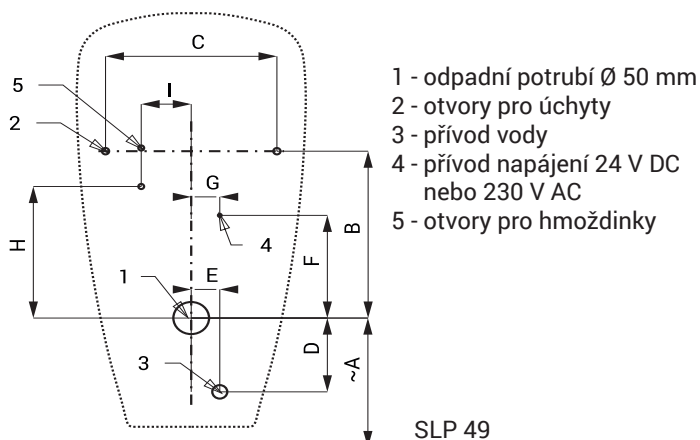 C
I
5
2
G
4
H
B
F
1
E
3
D
~A
1 - odpadní potrubí Ø 50 mm
2 - otvory pro úchyty
3 - přívod vody
4 - přívod napájení 24 V DC
nebo 230 V AC
5 - otvory pro hmoždinky
SLP 49